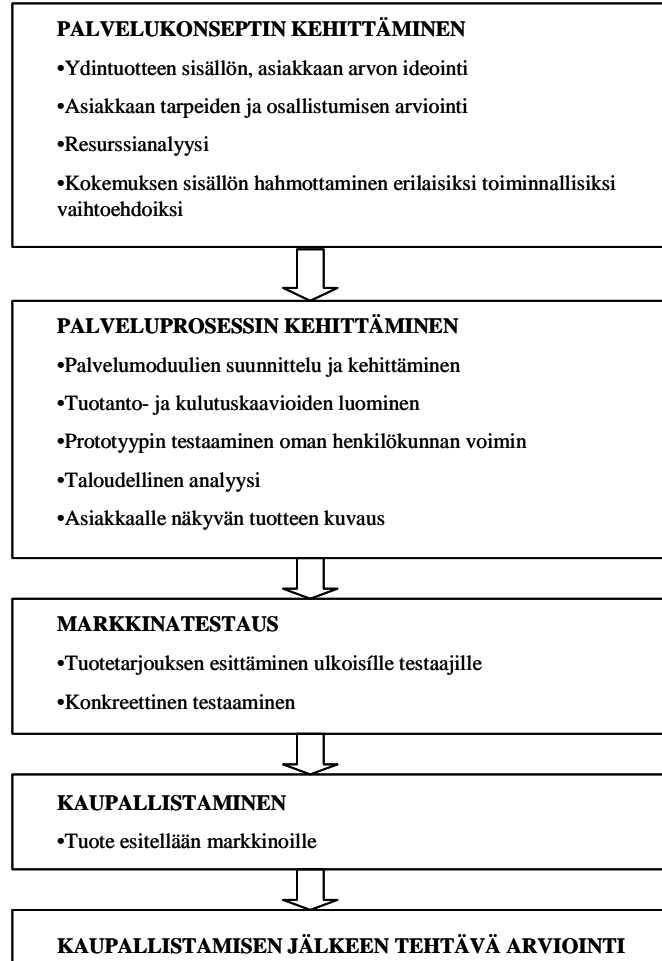 PALVELUKONSEPTIN KEHITTÄMINEN
•Ydintuotteen sisällön, asiakkaan arvon ideointi
•Asiakkaan tarpeiden ja osallistumisen arviointi
•Resurssianalyysi
•Kokemuksen sisällön hahmottaminen erilaisiksi toiminnallisiksi
vaihtoehdoiksi
PALVELUPROSESSIN KEHITTÄMINEN
•Palvelumoduulien suunnittelu ja kehittäminen
•Tuotanto- ja kulutuskaavioiden luominen
•Prototyypin testaaminen oman henkilökunnan voimin
•Taloudellinen analyysi
•Asiakkaalle näkyvän tuotteen kuvaus
MARKKINATESTAUS
•Tuotetarjouksen esittäminen ulkoisílle testaajille
•Konkreettinen testaaminen
KAUPALLISTAMINEN
•Tuote esitellään markkinoille
KAUPALLISTAMISEN JÄLKEEN TEHTÄVÄ ARVIOINTI